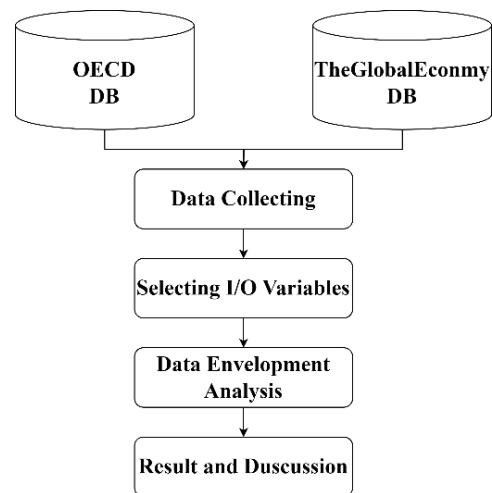 OECD
DB
TheGlobalEconmy
DB
Data Collecting
Selecting I/O Variables
Data Envelopment
Analysis
Result and Duscussion